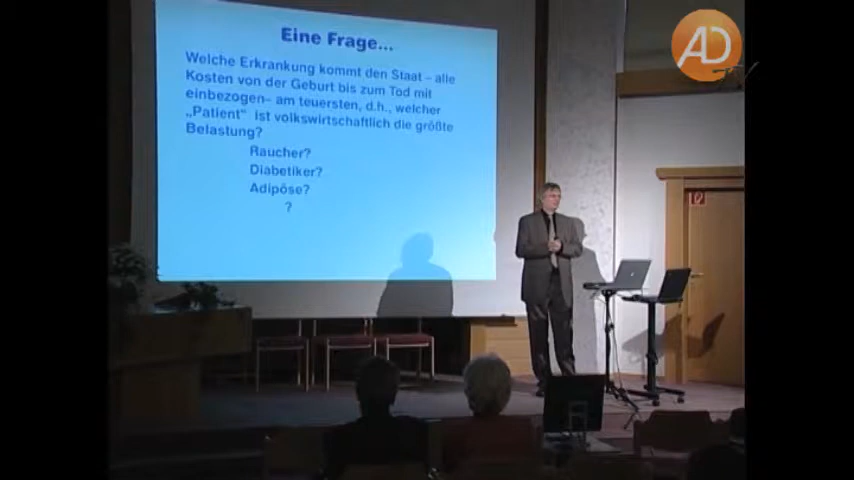 Eine Frage...
Welche Erkrankung kommt den Staat – alle
Kosten von der Geburt bis zum Tod mit
einbezogen– am teuersten, d.h., welcher
„Patient“ ist volkswirtschaftlich die größte
Belastung?
Raucher?
Diabetiker?
Adipöse?
?
AD
TV